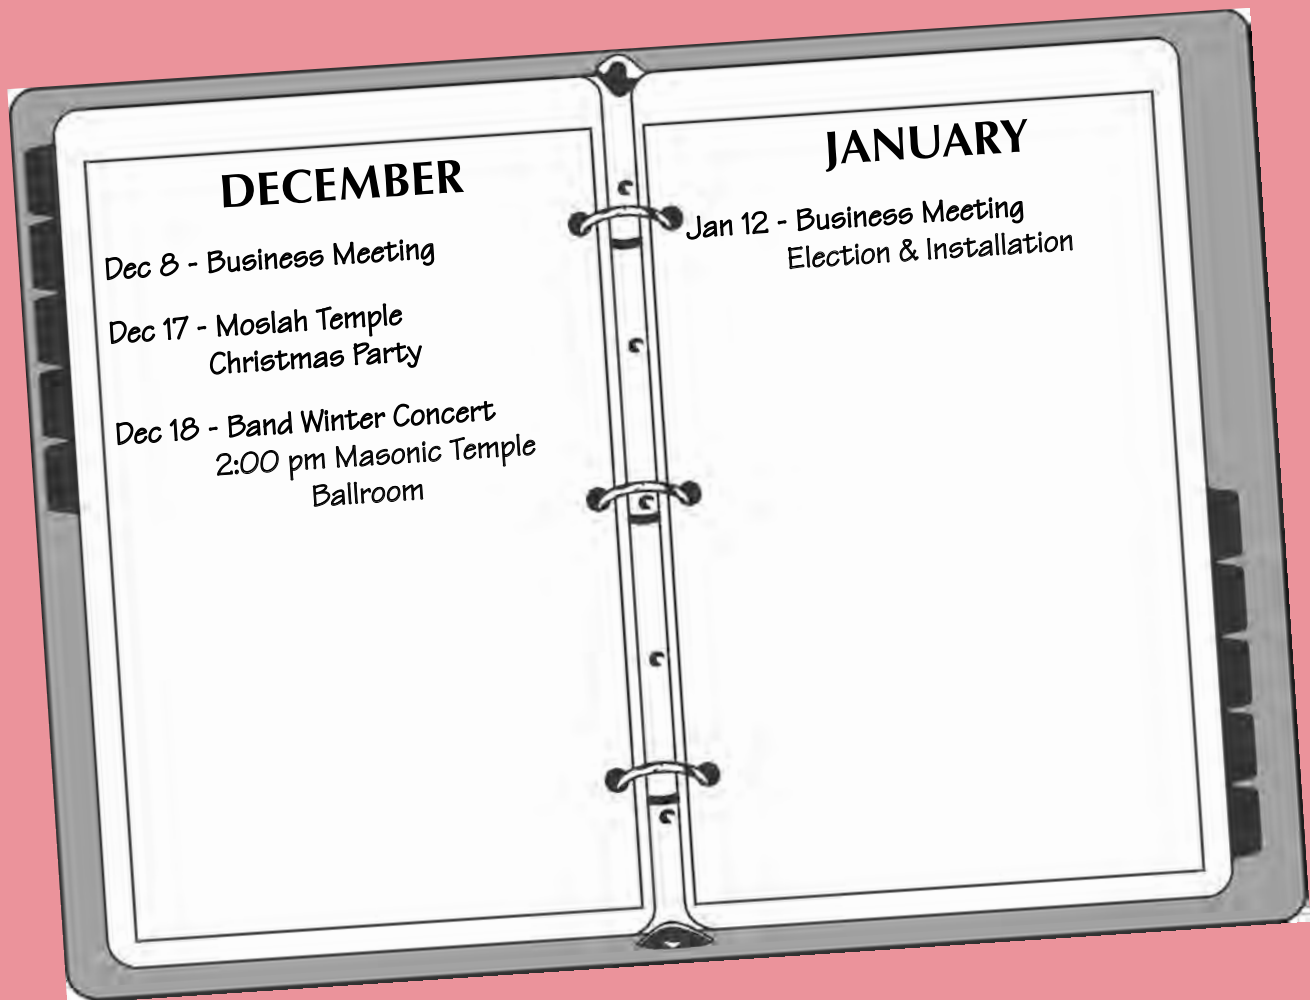 DECEMBER
Dec 8 - Business Meeting
Dec 17 - Moslah Temple
Christmas Party
Dec 18 - Band Winter Concert
2:00 pm Masonic Temple
Ballroom
JANUARY
Jan 12 - Business Meeting
Election & Installation